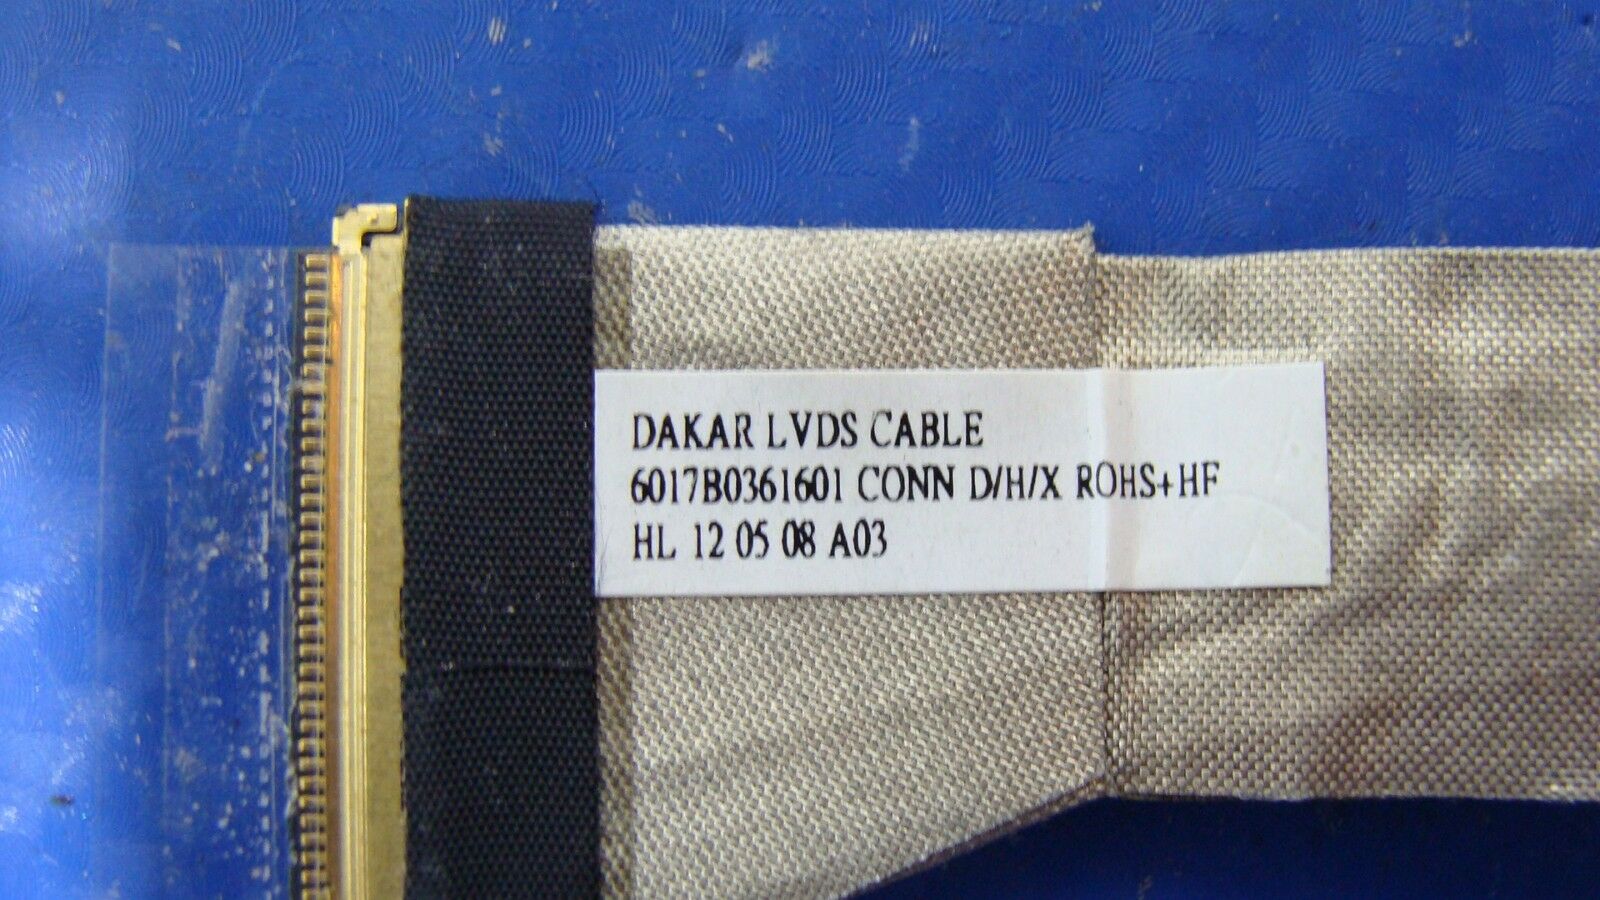 DAKAR LVDS CABLE
6017B0361601 CONN D/H/X ROHS+HF
HL 12 05 08 A03